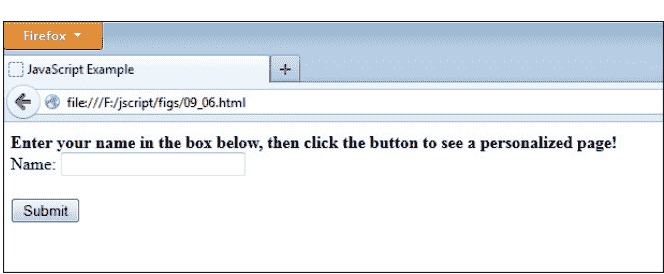 Firefox
JavaScript Example
file:///F:/jscript/figs/09_06.html
Enter your name in the box below, then click the button to see a personalized page!
Name:
Submit